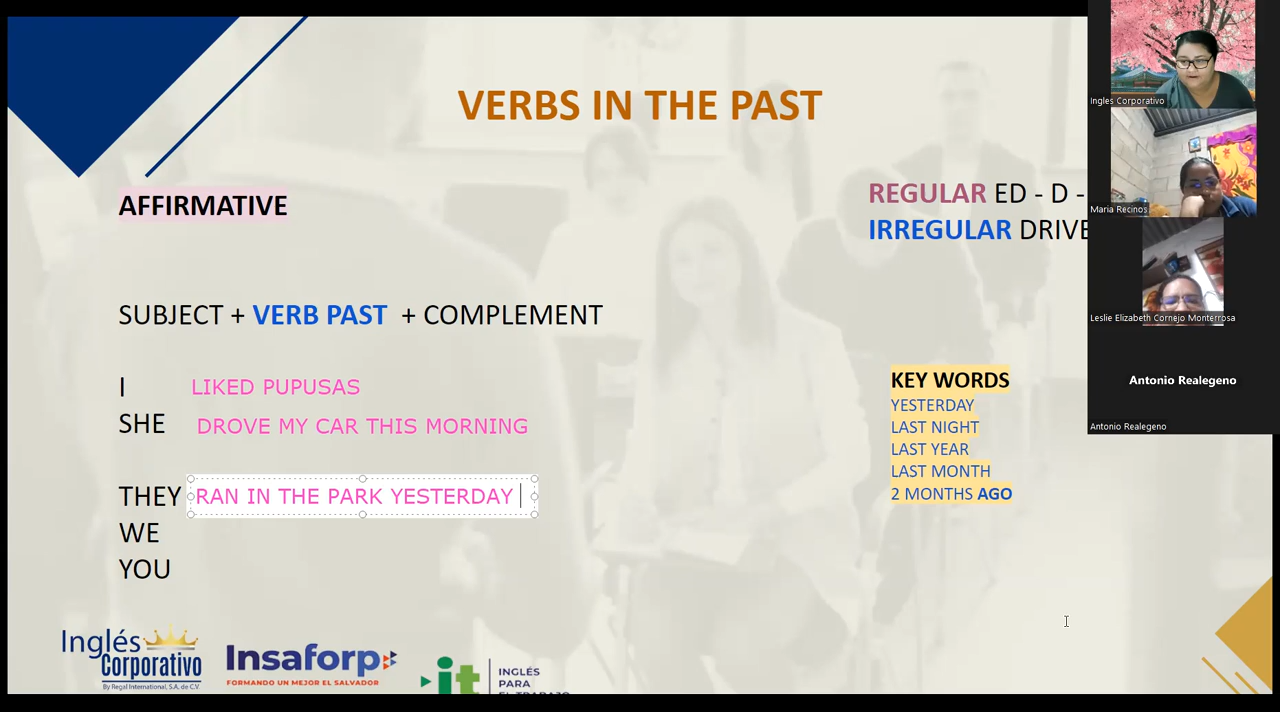 VERBS IN THE PAST
AFFIRMATIVE
REGULAR ED - D -
IRREGULAR DRIVE
SUBJECT + VERB PAST + COMPLEMENT
I LIKED PUPUSAS
SHE DROVE MY CAR THIS MORNING
THEY RAN IN THE PARK YESTERDAY
WE
YOU
KEY WORDS
YESTERDAY
LAST NIGHT
LAST YEAR
LAST MONTH
2 MONTHS AGO
Ingles Corporativo
Maria Recinos
Leslie Elizabeth Cornejo Monterrosa
Antonio Realegeno
Antonio Realegeno
Inglés
Corporativo
By Regal International, S.A. de C.V.
Insaforp
FORMANDO UN MEJOR EL SALVADOR
it
INGLÉS
PARA
EL TRABAJO